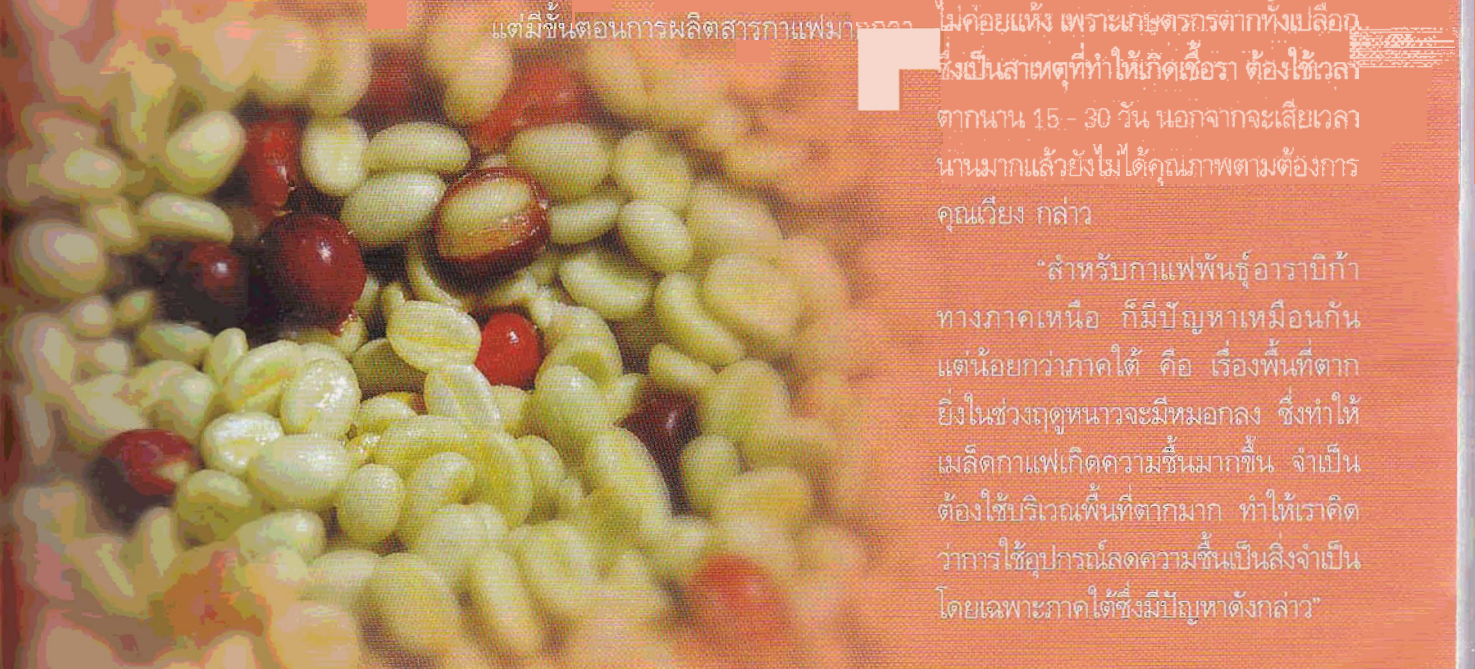 แต่มีขั้นตอนการผลิตสารกาแฟ
ไม่ค่อยแห้ง เพราะเกษตรกรตากทั้งเปลือก
ซึ่งเป็นสาเหตุที่ทำให้เกิดเชื้อรา ต้องใช้เวลา
ตากนาน 15 - 30 วัน นอกจากจะเสียเวลา
นานมากแล้วยังไม่ได้คุณภาพตามต้องการ
คุณเวียง กล่าว
“สำหรับกาแฟพันธุ์อาราบิก้า
ทางภาคเหนือ ก็มีปัญหาเหมือนกัน
แต่น้อยกว่าภาคใต้ คือ เรื่องพื้นที่ตาก
ยิ่งในช่วงฤดูหนาวจะมีหมอกลง ซึ่งทำให้
เมล็ดกาแฟเกิดความชื้นมากขึ้น จำเป็น
ต้องใช้บริเวณพื้นที่ตากมาก ทำให้เราคิด
ว่าการใช้อุปกรณ์ลดความชื้นเป็นสิ่งจำเป็น
โดยเฉพาะภาคใต้ซึ่งมีปัญหาดังกล่าว”